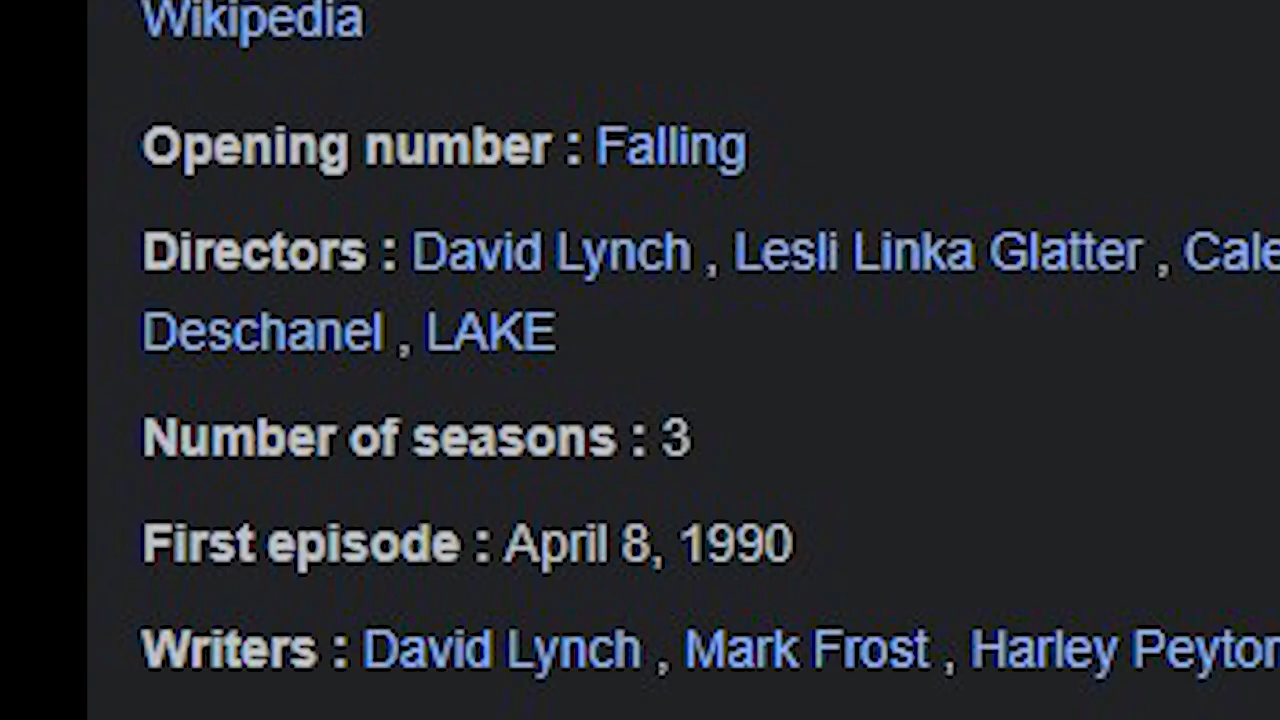 Wikipedia
Opening number : Falling
Directors : David Lynch , Lesli Linka Glatter , Cale
Deschanel , LAKE
Number of seasons : 3
First episode : April 8, 1990
Writers : David Lynch , Mark Frost , Harley Peyton